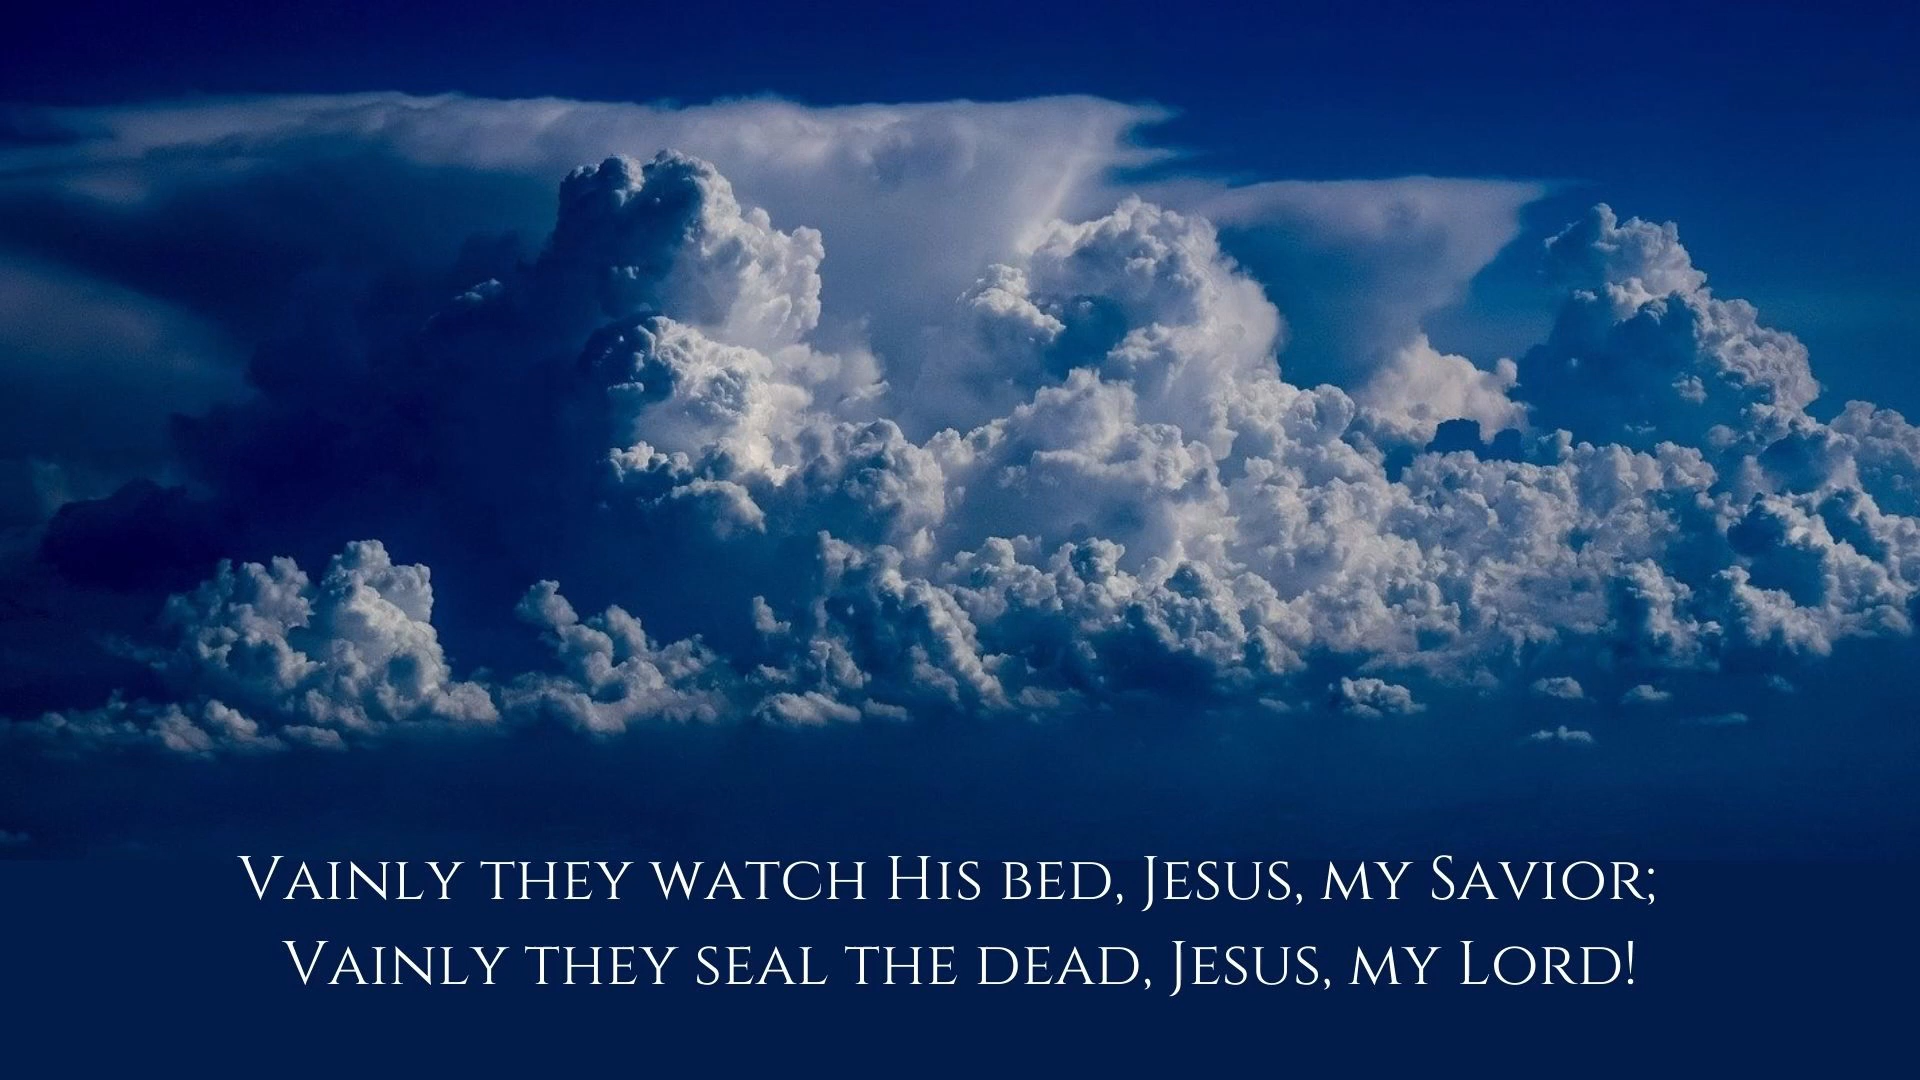 Vainly they watch His bed, Jesus, my Savior;
Vainly they seal the dead, Jesus, my Lord!